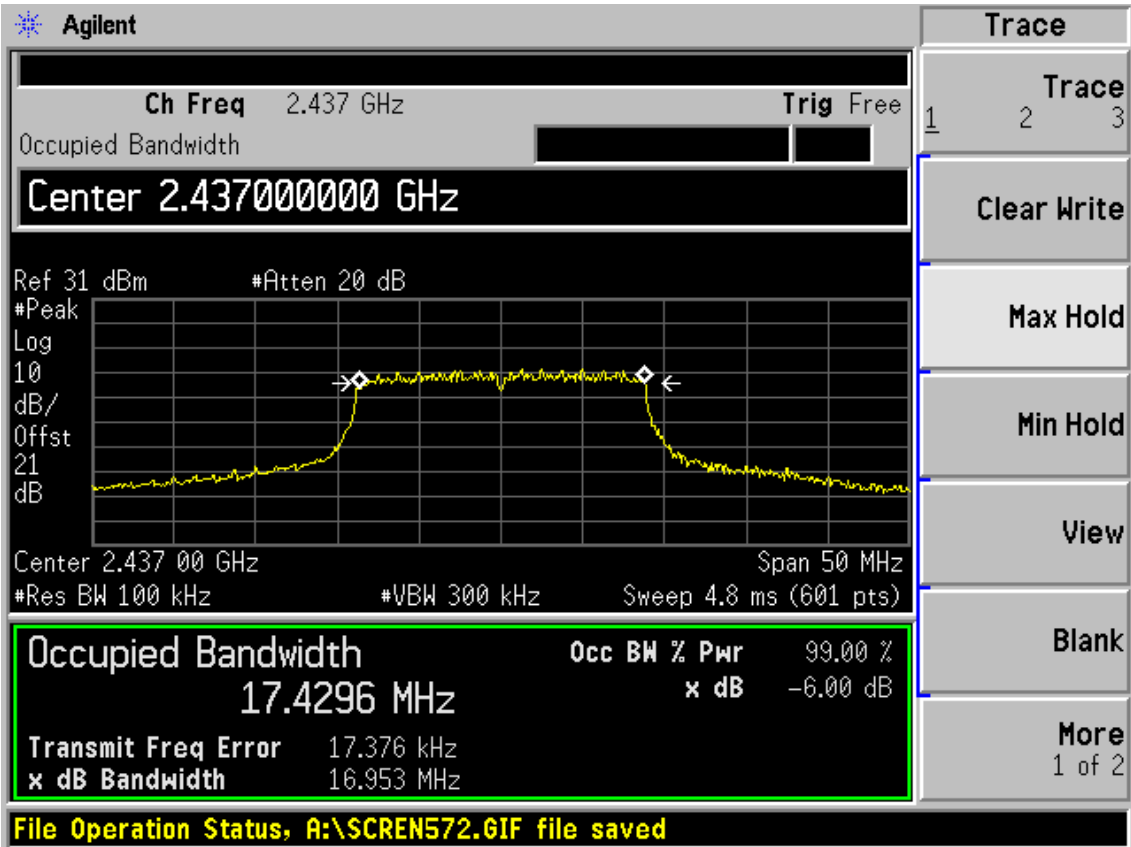 Agilent
Trace
Ch Freq 2.437 GHz Trig Free
Occupied Bandwidth
Center 2.437000000 GHz
Ref 31 dBm #Atten 20 dB
#Peak
Log
10
dB/
Offst
21
dB
Center 2.437 00 GHz Span 50 MHz
#Res BW 100 kHz #VBW 300 kHz Sweep 4.8 ms (601 pts)
Occupied Bandwidth
17.4296 MHz
Occ BW % Pwr 99.00 %
x dB -6.00 dB
Transmit Freq Error 17.376 kHz
x dB Bandwidth 16.953 MHz
File Operation Status, A:\SCREN572.GIF file saved
Trace
1 2 3
Clear Write
Max Hold
Min Hold
View
Blank
More
1 of 2